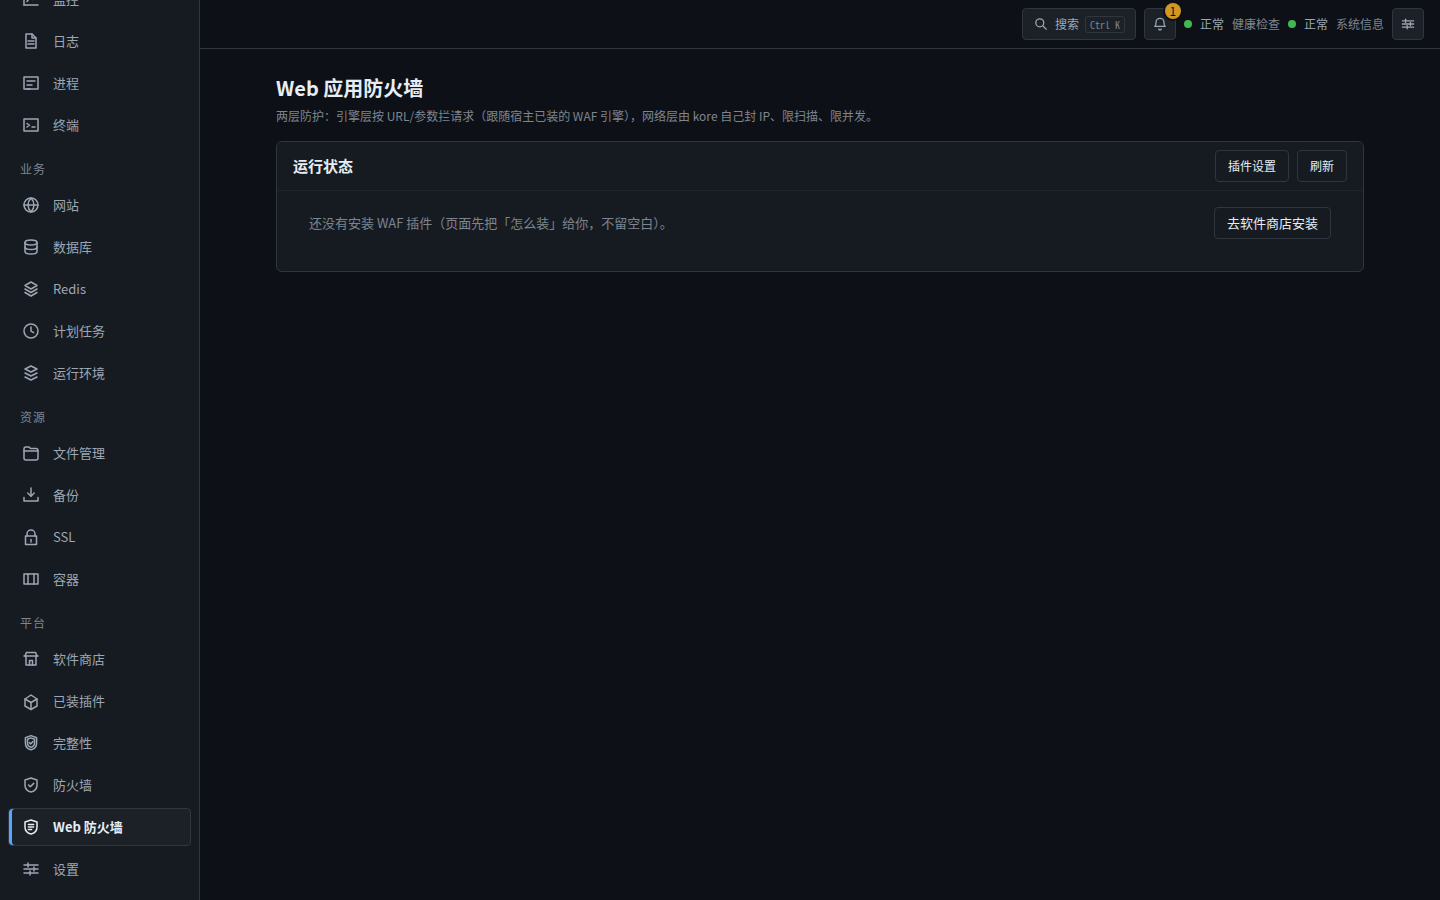 监控
日志
进程
终端
业务
网站
数据库
Redis
计划任务
运行环境
资源
文件管理
备份
SSL
容器
平台
软件商店
已装插件
完整性
防火墙
Web 防火墙
设置
搜索 Ctrl K
1
正常 健康检查 正常 系统信息
Web 应用防火墙
两层防护：引擎层按 URL/参数拦请求（跟随宿主已装的 WAF 引擎），网络层由 kore 自己封 IP、限扫描、限并发。
运行状态
插件设置 刷新
还没有安装 WAF 插件（页面先把「怎么装」给你，不留空白）。
去软件商店安装